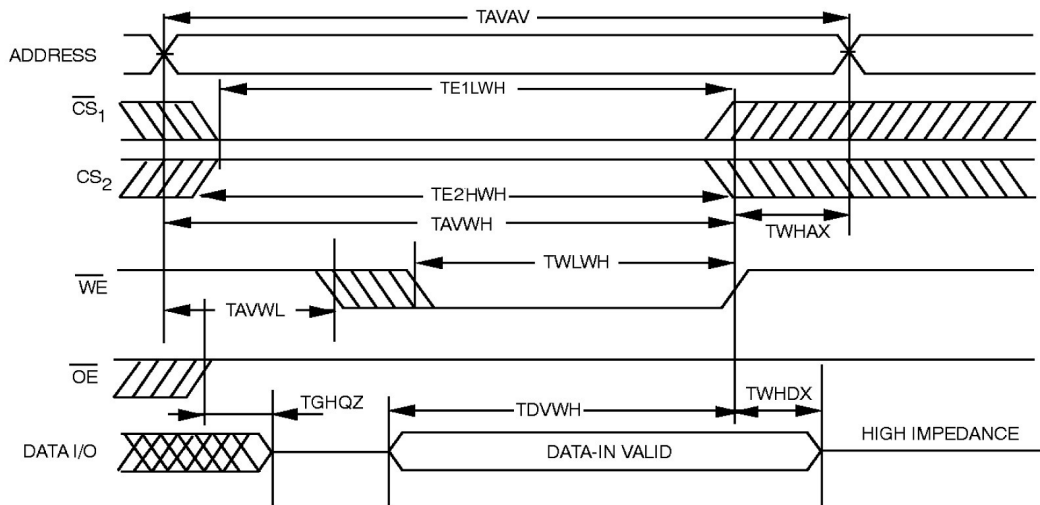 TAVAV
ADDRESS
TE1LWH
CS1
CS2
TE2HWH
TAVWH
TWHAX
TWLWH
WE
TAVWL
OE
TGHQZ
TDVWH
TWHDX
DATA I/O
DATA-IN VALID
HIGH IMPEDANCE